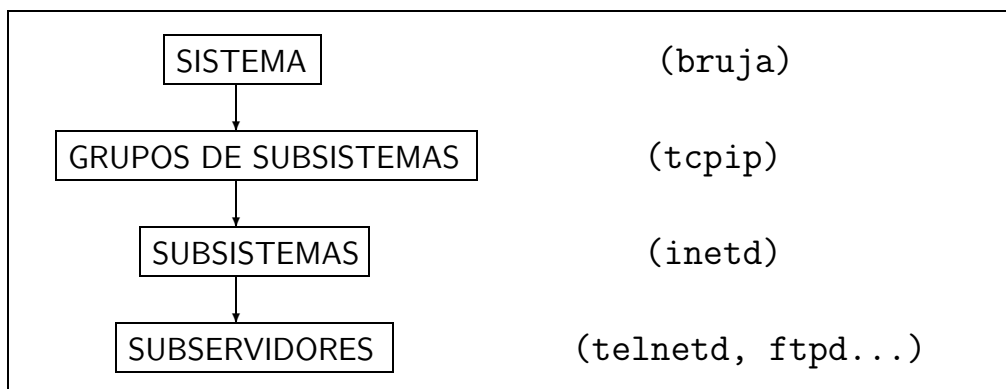 SISTEMA (bruja)
GRUPOS DE SUBSISTEMAS (tcpip)
SUBSISTEMAS (inetd)
SUBSERVIDORES (telnetd, ftpd...)